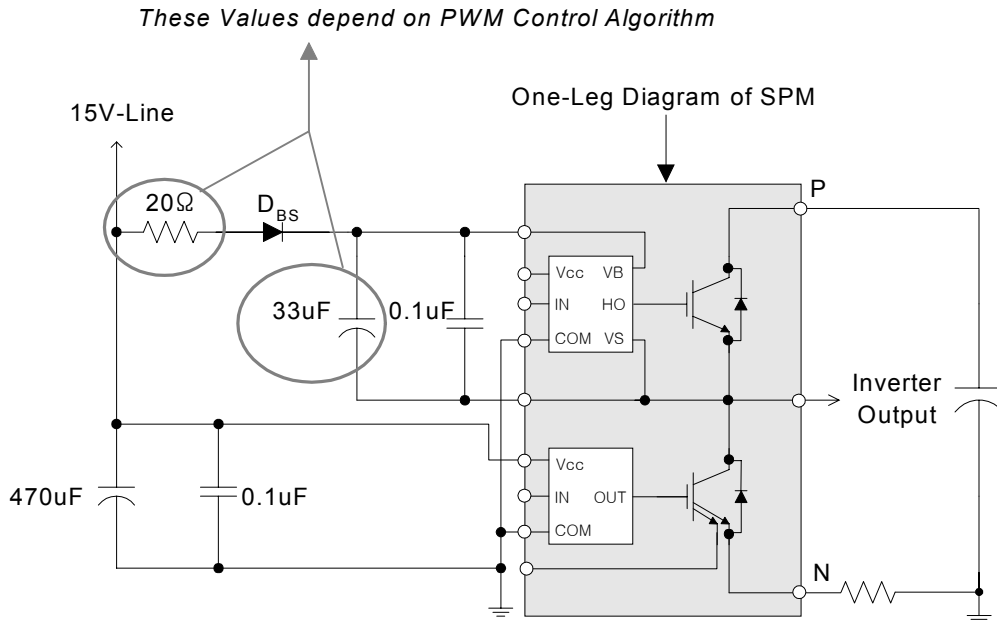 These Values depend on PWM Control Algorithm
One-Leg Diagram of SPM
15V-Line
P
20Ω
DBS
Vcc VB
33uF 0.1uF
IN HO
COM VS
Inverter
Output
Vcc
470uF 0.1uF
IN OUT
COM
N